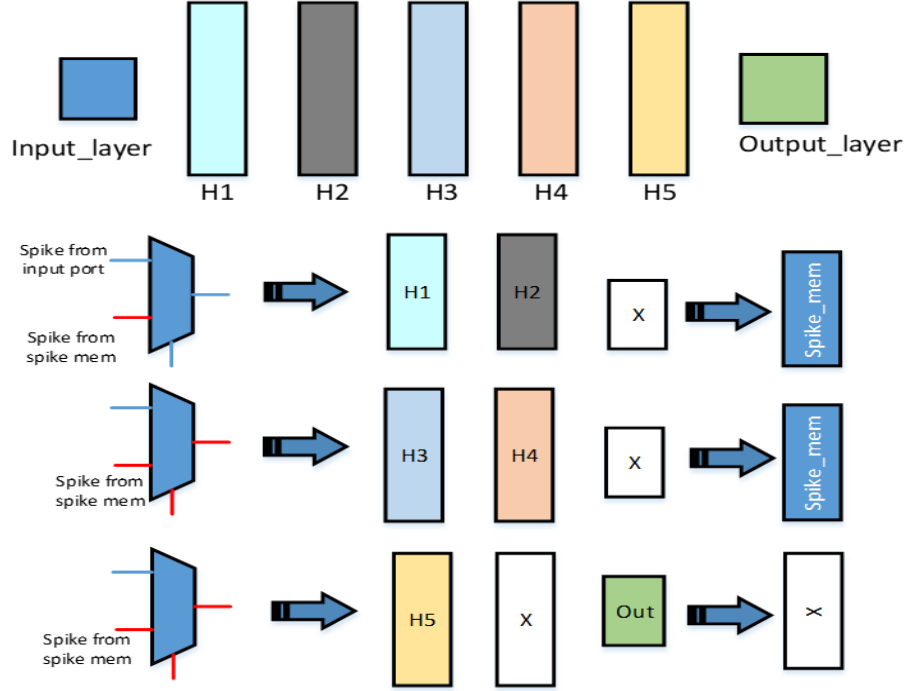 Input_layer
H1
H2
H3
H4
H5
Output_layer
Spike from
input port
Spike from
spike mem
H1
H2
X
Spike_mem
Spike from
spike mem
H3
H4
X
Spike_mem
Spike from
spike mem
H5
X
Out
X